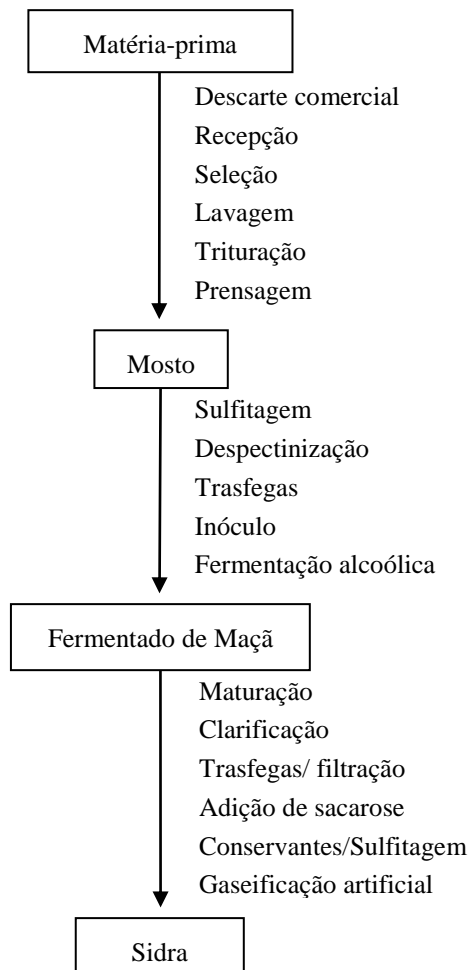 Matéria-prima
Descarte comercial
Recepção
Seleção
Lavagem
Trituração
Prensagem
Mosto
Sulfitagem
Despectinização
Trasfegas
Inóculo
Fermentação alcoólica
Fermentado de Maçã
Maturação
Clarificação
Trasfegas/ filtração
Adição de sacarose
Conservantes/Sulfitagem
Gaseificação artificial
Sidra